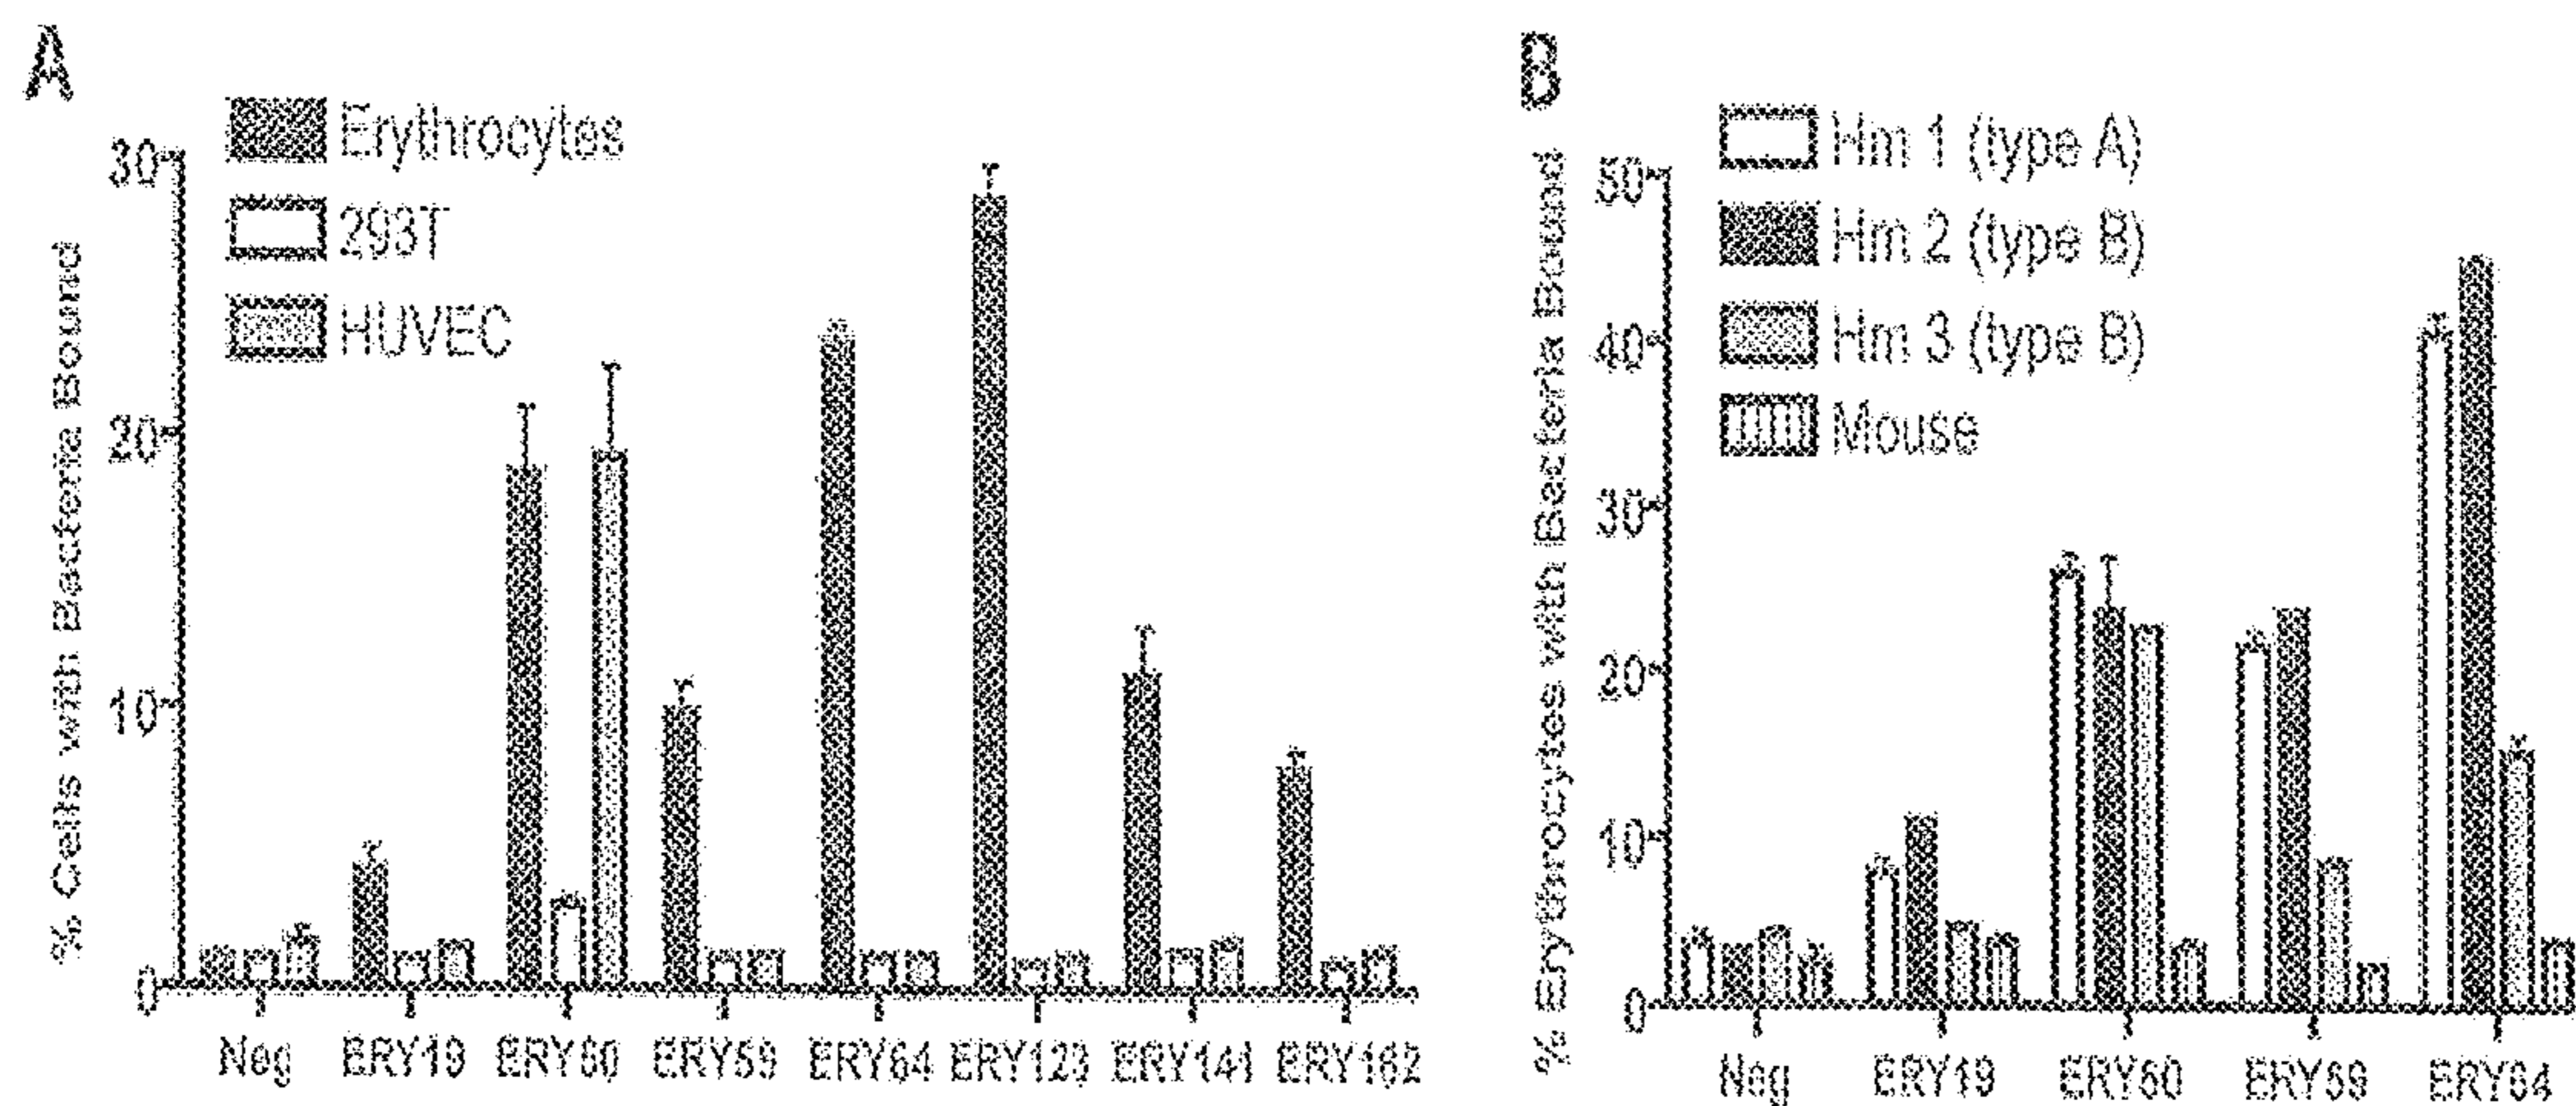 A
Erythrocytes
293T
HUVEC
30
20
10
0
% Cells with Bacteria Bound
Neg ERY19 ERY50 ERY59 ERY64 ERY123 ERY141 ERY162
B
Hm 1 (type A)
Hm 2 (type B)
Hm 3 (type B)
Mouse
50
40
30
20
10
0
% Erythrocytes with Bacteria Bound
Neg ERY19 ERY50 ERY59 ERY64